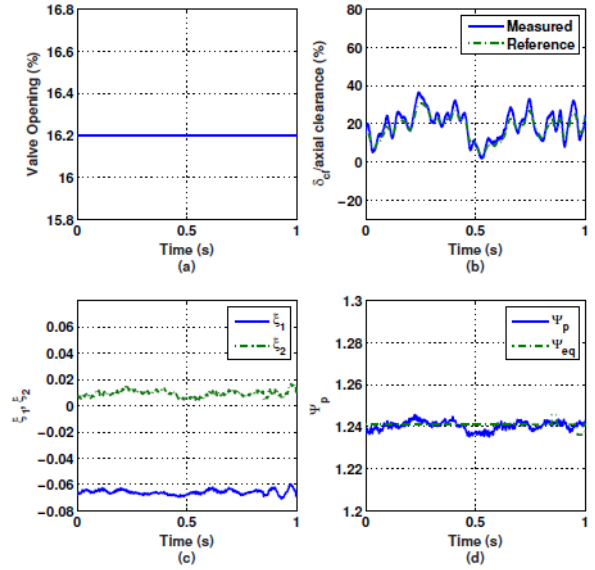 16.8
16.6
16.4
16.2
16
15.8
Valve Opening (%)
0
0.5
1
Time (s)
(a)
80
60
40
20
0
−20
δcl/axial clearance (%)
Measured
Reference
0
0.5
1
Time (s)
(b)
0.06
0.04
0.02
0
−0.02
−0.04
−0.06
−0.08
ξ1, ξ2
ξ1
ξ2
0
0.5
1
Time (s)
(c)
1.3
1.28
1.26
1.24
1.22
1.2
Ψp
Ψp
Ψeq
0
0.5
1
Time (s)
(d)